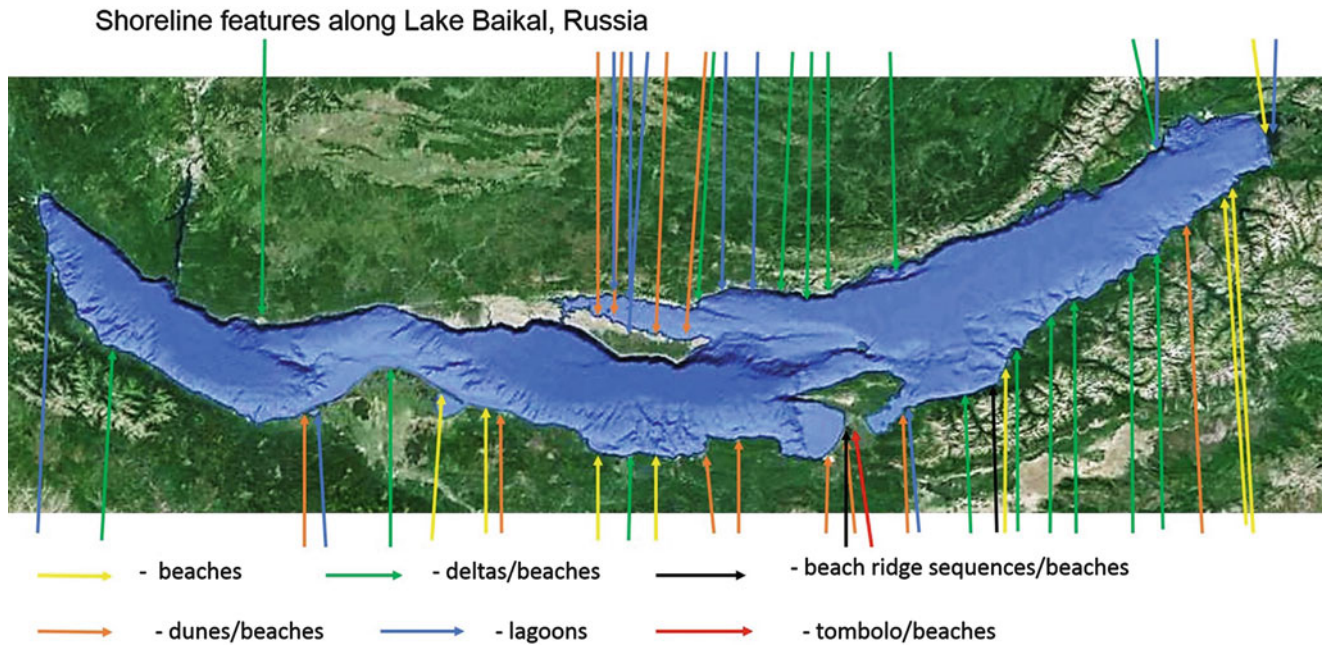 Shoreline features along Lake Baikal, Russia
- beaches - deltas/beaches - beach ridge sequences/beaches
- dunes/beaches - lagoons - tombolo/beaches